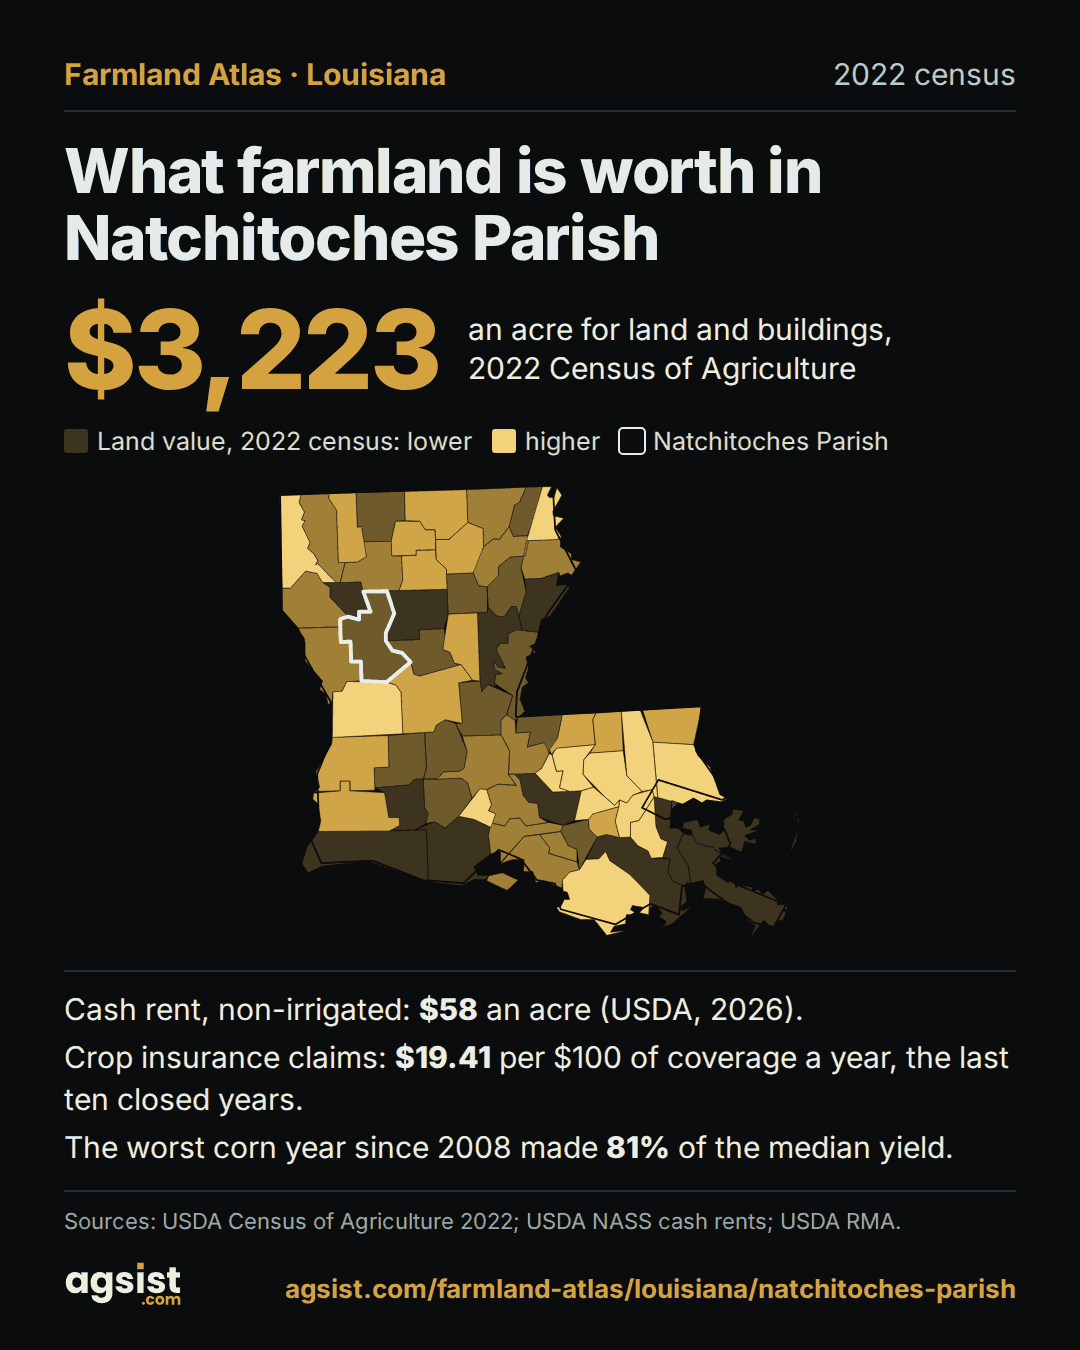 Farmland Atlas · Louisiana
2022 census
What farmland is worth in
Natchitoches Parish
$3,223
an acre for land and buildings,
2022 Census of Agriculture
Land value, 2022 census: lower
higher
Natchitoches Parish
Cash rent, non-irrigated: $58 an acre (USDA, 2026).
Crop insurance claims: $19.41 per $100 of coverage a year, the last
ten closed years.
The worst corn year since 2008 made 81% of the median yield.
Sources: USDA Census of Agriculture 2022; USDA NASS cash rents; USDA RMA.
agsist
.com
agsist.com/farmland-atlas/louisiana/natchitoches-parish